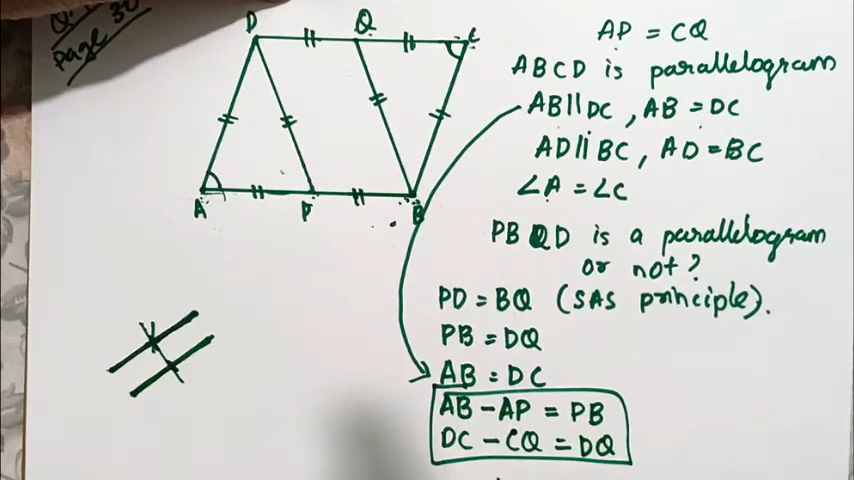 Page 30
D Q C
A P B
AP = CQ
ABCD is parallelogram
AB||DC, AB = DC
AD||BC, AD = BC
∠A = ∠C
PBQD is a parallelogram
or not?
PD = BQ (SAS principle).
PB = DQ
AB = DC
AB - AP = PB
DC - CQ = DQ